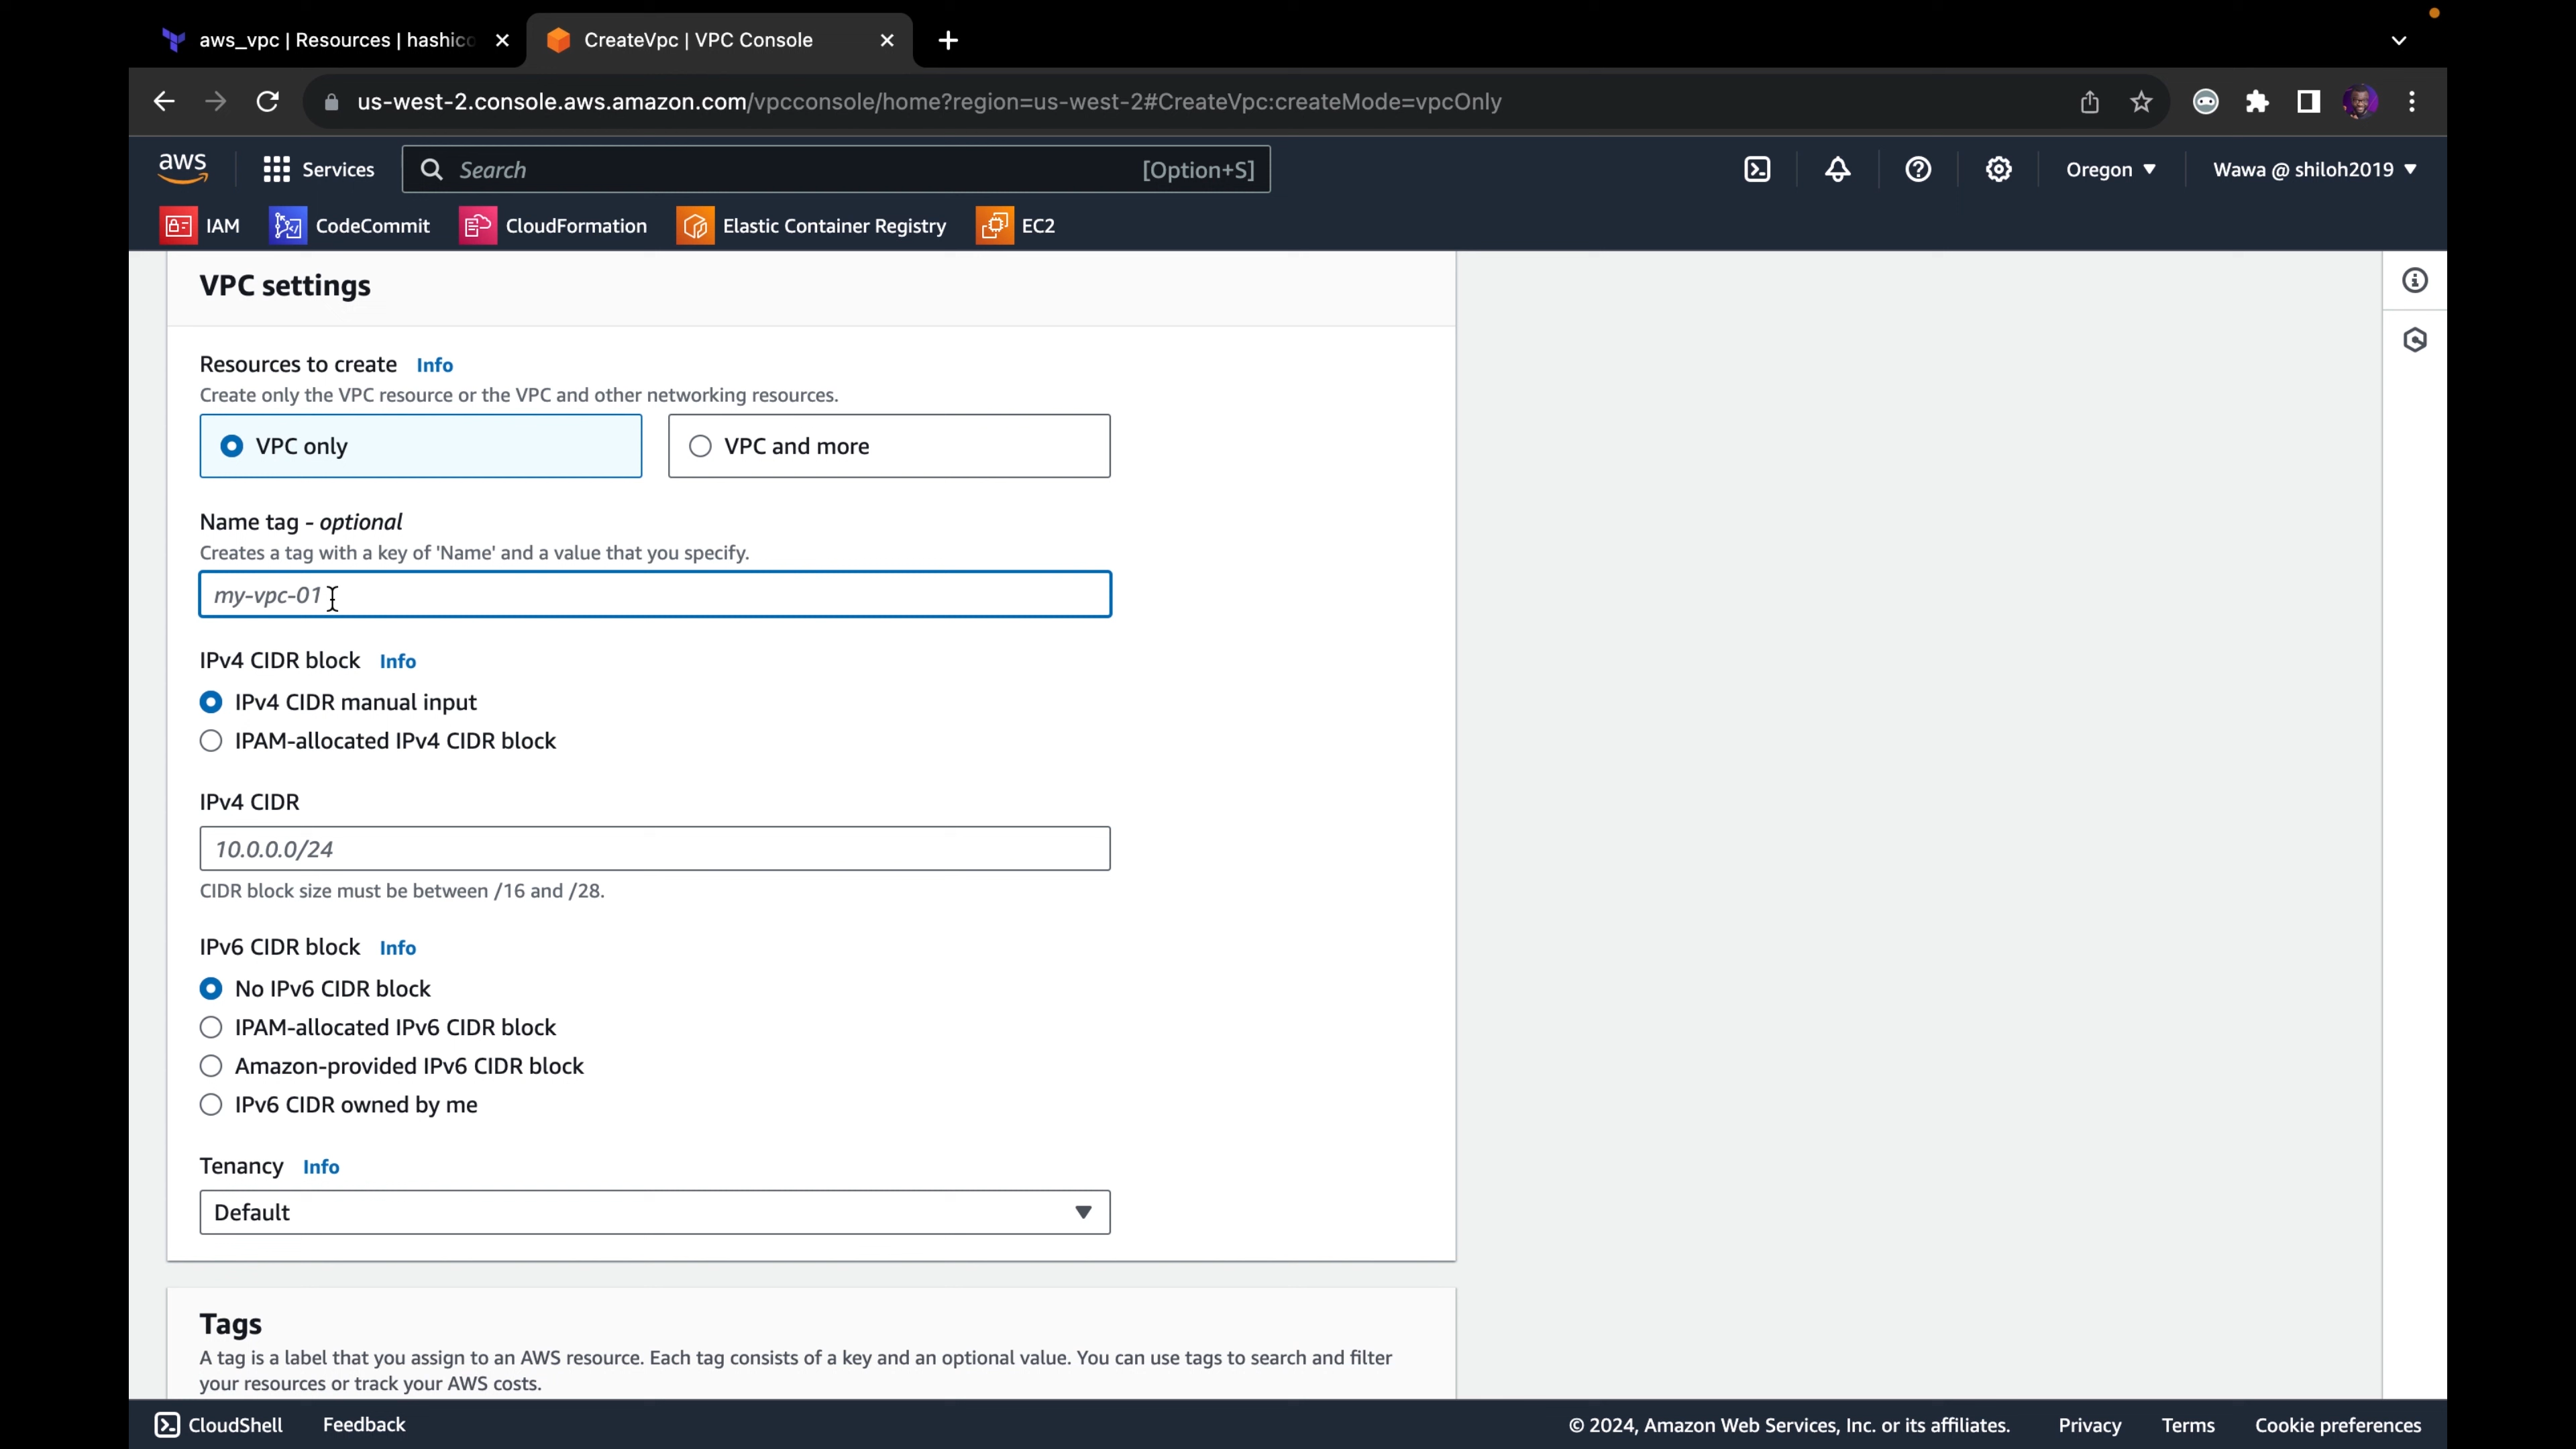 aws_vpc | Resources | hashico
CreateVpc | VPC Console
us-west-2.console.aws.amazon.com/vpcconsole/home?region=us-west-2#CreateVpc:createMode=vpcOnly
aws
Services
Search
[Option+S]
Oregon
Wawa @ shiloh2019
IAM
CodeCommit
CloudFormation
Elastic Container Registry
EC2
VPC settings
Resources to create Info
Create only the VPC resource or the VPC and other networking resources.
VPC only
VPC and more
Name tag - optional
Creates a tag with a key of 'Name' and a value that you specify.
my-vpc-01
IPv4 CIDR block Info
IPv4 CIDR manual input
IPAM-allocated IPv4 CIDR block
IPv4 CIDR
10.0.0.0/24
CIDR block size must be between /16 and /28.
IPv6 CIDR block Info
No IPv6 CIDR block
IPAM-allocated IPv6 CIDR block
Amazon-provided IPv6 CIDR block
IPv6 CIDR owned by me
Tenancy Info
Default
Tags
A tag is a label that you assign to an AWS resource. Each tag consists of a key and an optional value. You can use tags to search and filter
your resources or track your AWS costs.
CloudShell
Feedback
© 2024, Amazon Web Services, Inc. or its affiliates.
Privacy
Terms
Cookie preferences